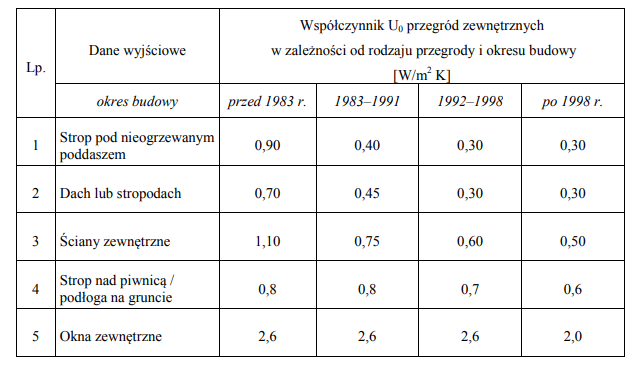 Lp.
Dane wyjściowe
Współczynnik U₀ przegród zewnętrznych
w zależności od rodzaju przegrody i okresu budowy
[W/m² K]
okres budowy przed 1983 r. 1983–1991 1992–1998 po 1998 r.
1 Strop pod nieogrzewanym
poddaszem 0,90 0,40 0,30 0,30
2 Dach lub stropodach 0,70 0,45 0,30 0,30
3 Ściany zewnętrzne 1,10 0,75 0,60 0,50
4 Strop nad piwnicą /
podłoga na gruncie 0,8 0,8 0,7 0,6
5 Okna zewnętrzne 2,6 2,6 2,6 2,0